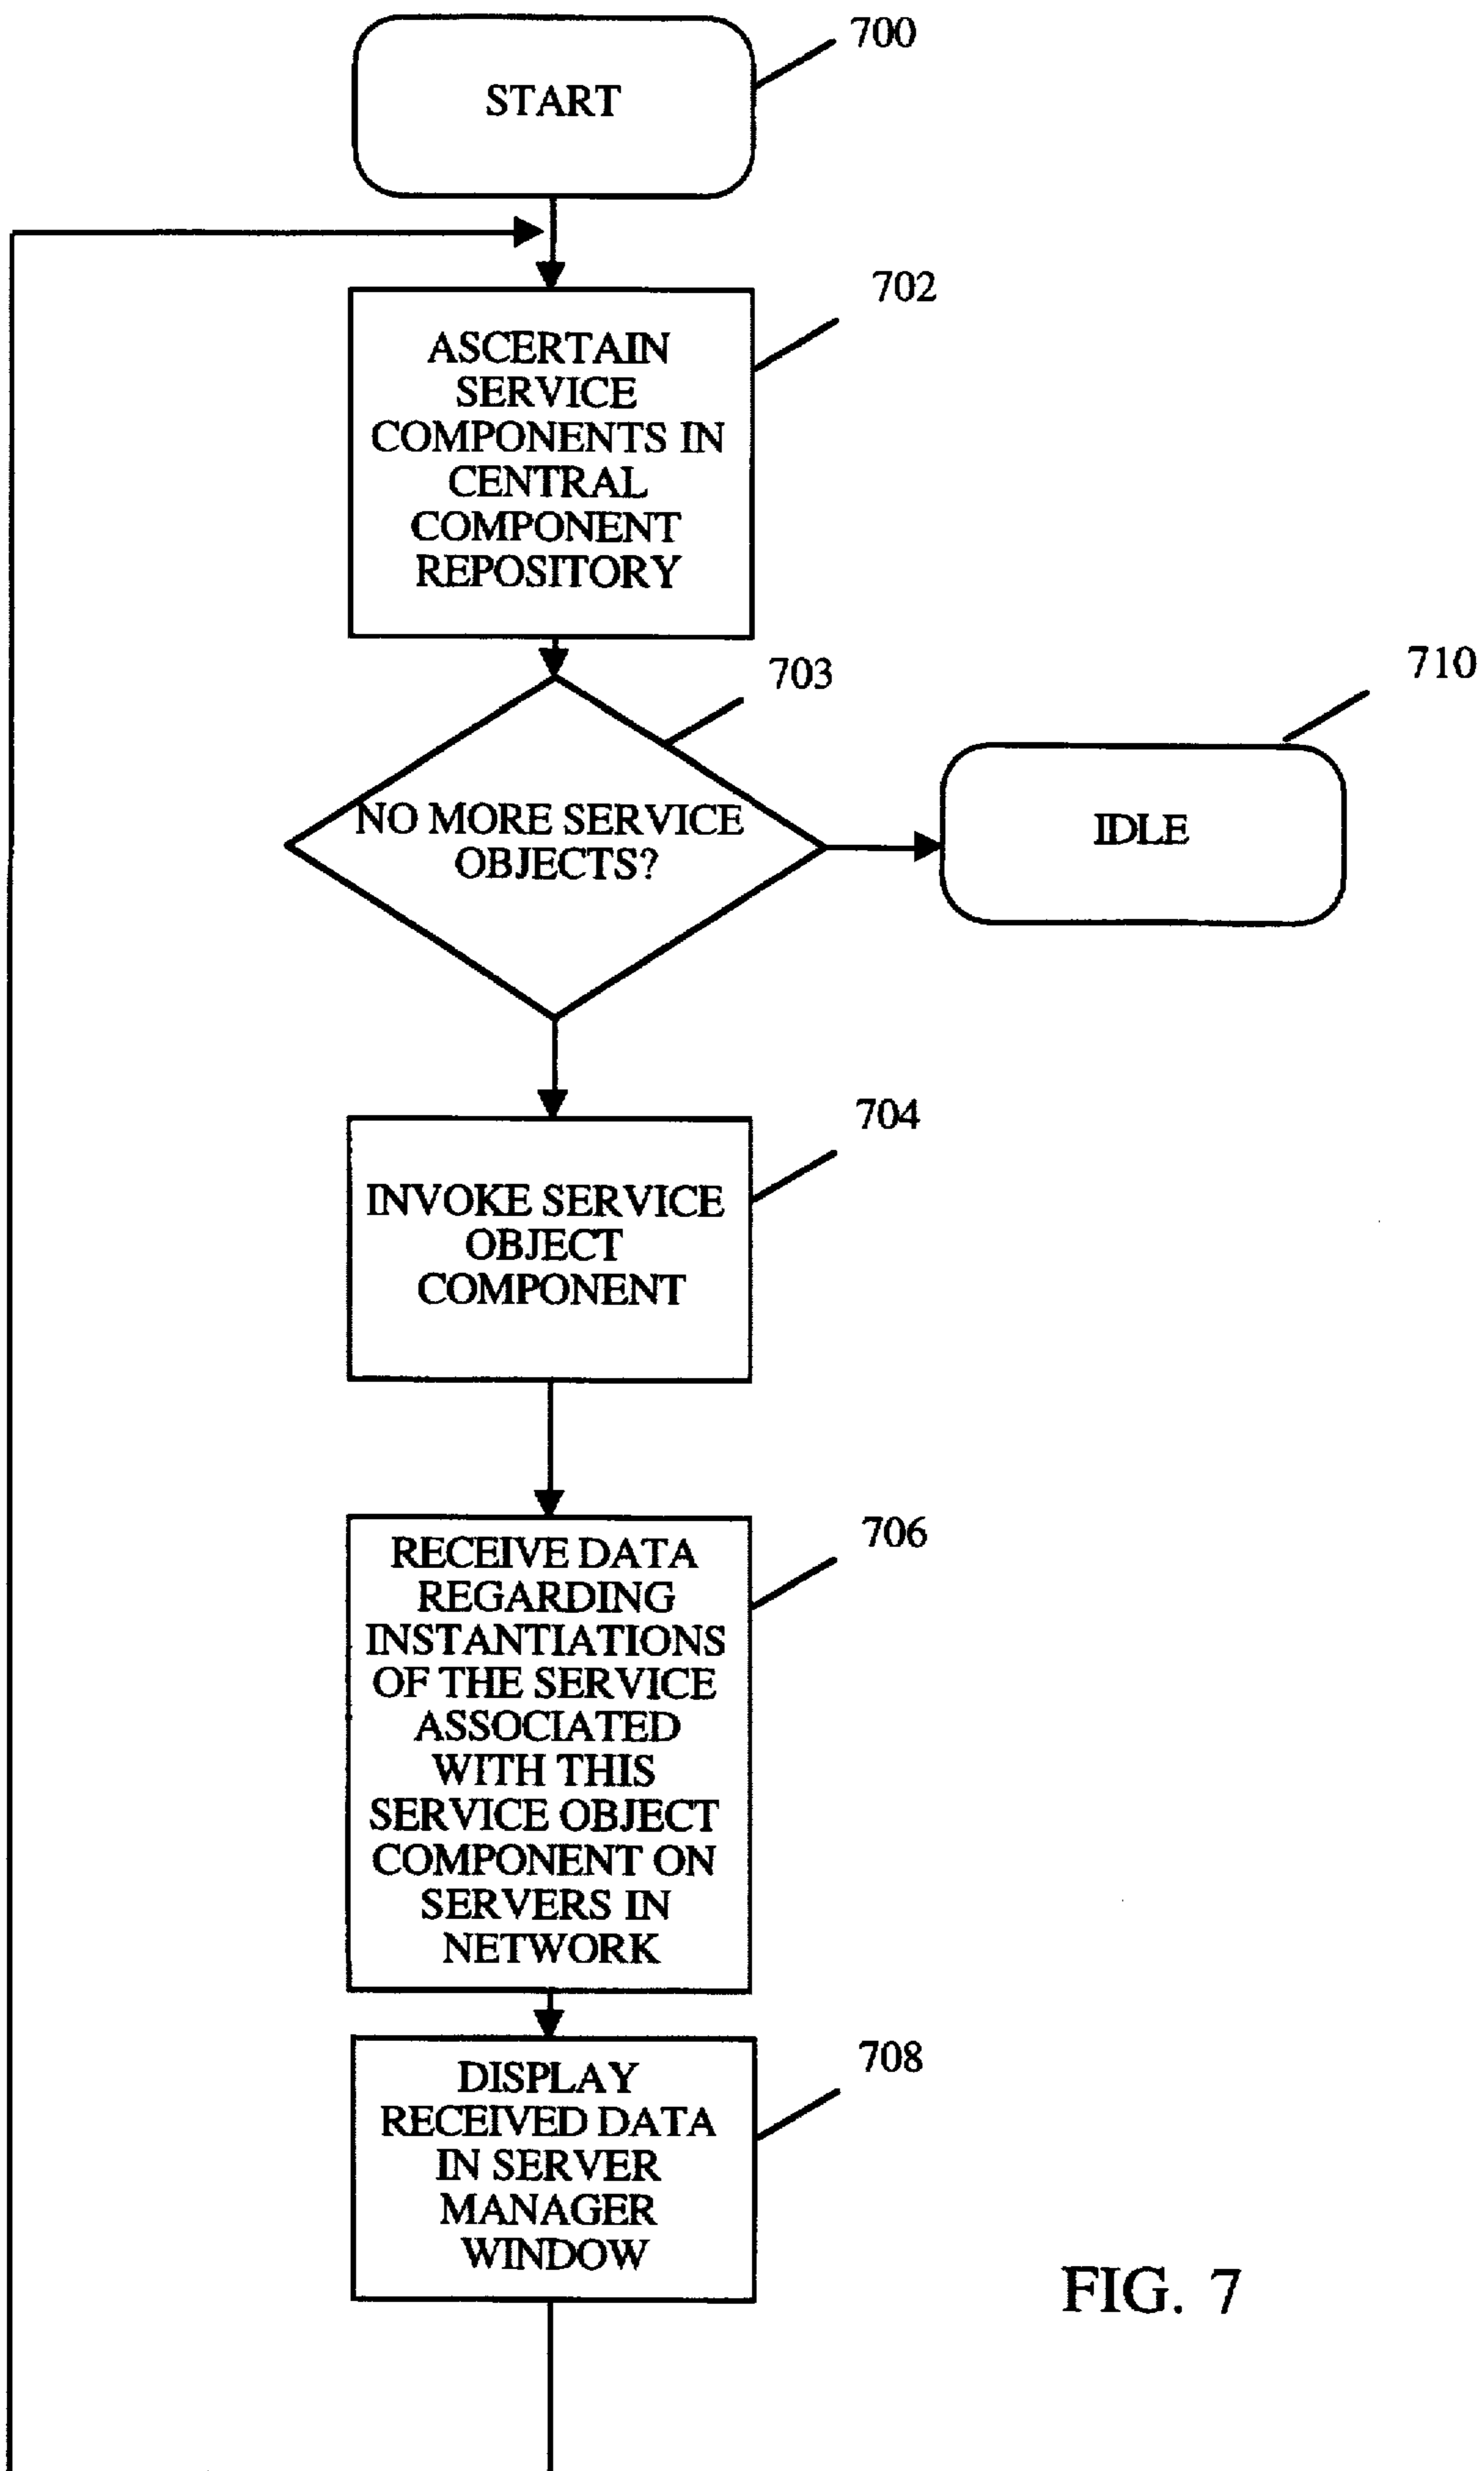 700
START
702
ASCERTAIN
SERVICE
COMPONENTS IN
CENTRAL
COMPONENT
REPOSITORY
703
710
NO MORE SERVICE
OBJECTS?
IDLE
704
INVOKE SERVICE
OBJECT
COMPONENT
706
RECEIVE DATA
REGARDING
INSTANTIATIONS
OF THE SERVICE
ASSOCIATED
WITH THIS
SERVICE OBJECT
COMPONENT ON
SERVERS IN
NETWORK
708
DISPLAY
RECEIVED DATA
IN SERVER
MANAGER
WINDOW
FIG. 7